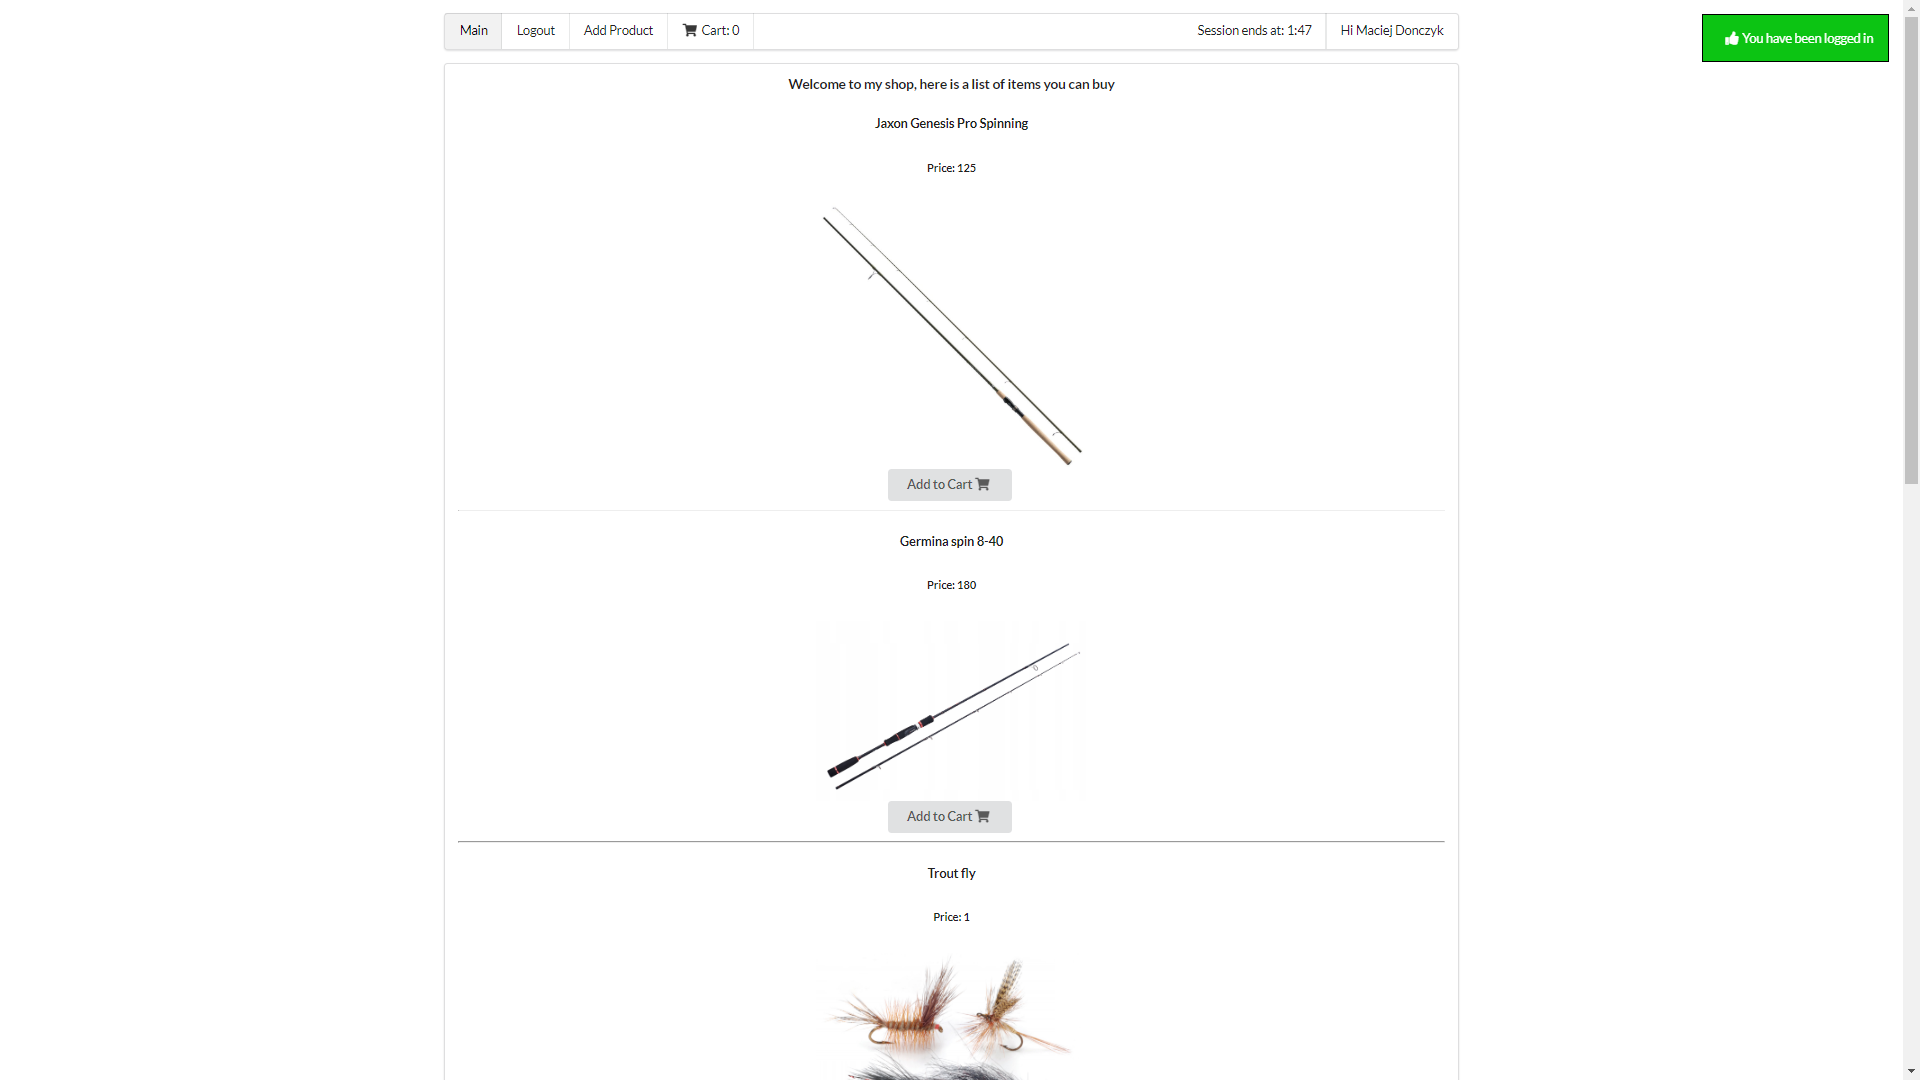 Main
Logout
Add Product
Cart: 0
Session ends at: 1:47
Hi Maciej Donczyk
You have been logged in
Welcome to my shop, here is a list of items you can buy
Jaxon Genesis Pro Spinning
Price: 125
Add to Cart
Germina spin 8-40
Price: 180
Add to Cart
Trout fly
Price: 1